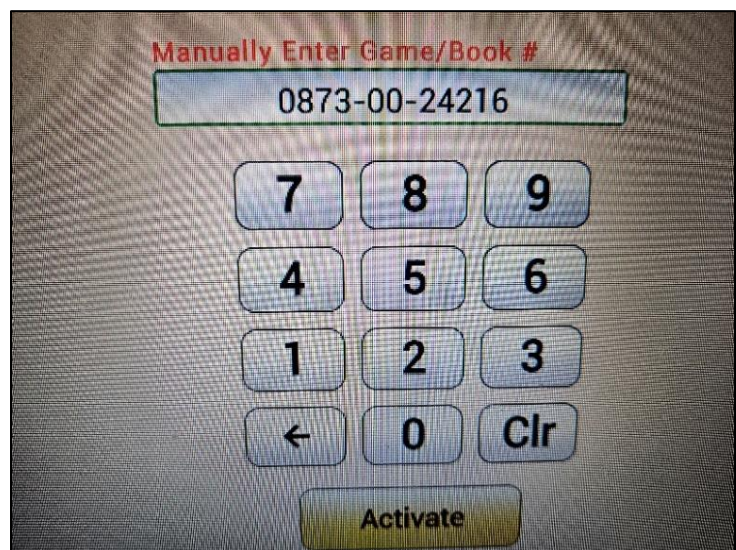 Manually Enter Game/Book #
0873-00-24216
7 8 9
4 5 6
1 2 3
← 0 Clr
Activate